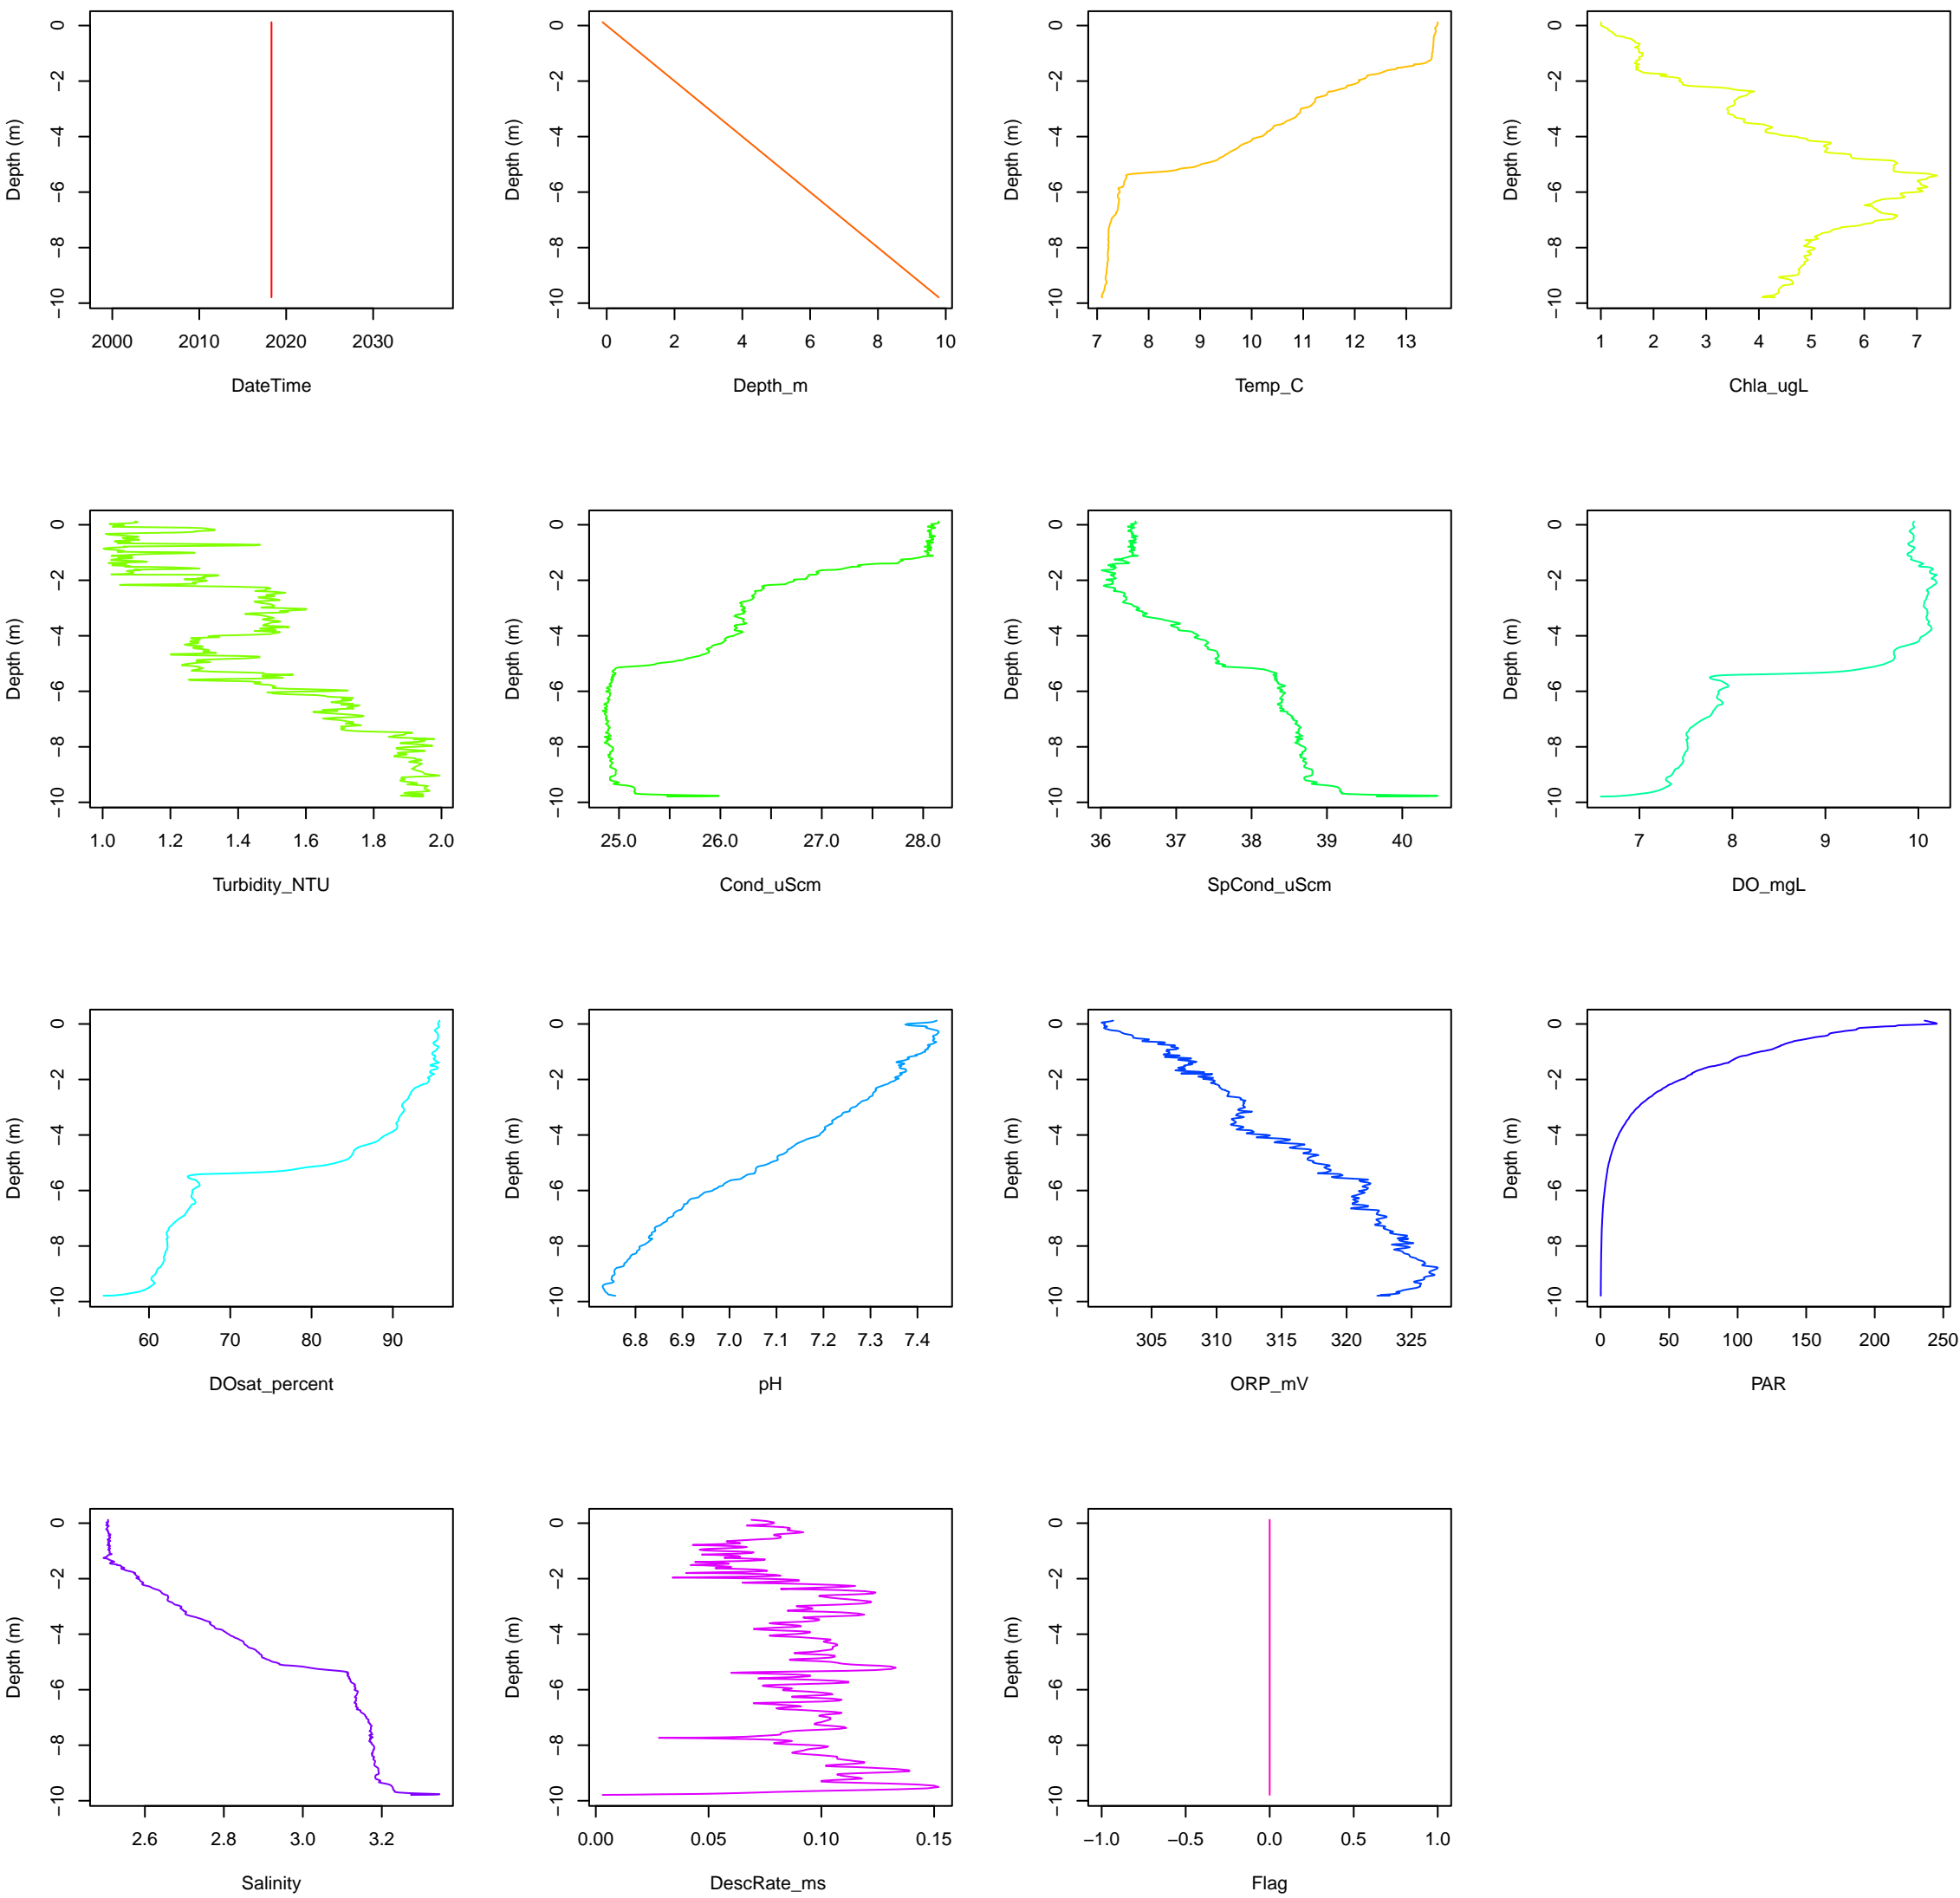 0 0 0 0
−2 −2 −2 −2
−4 −4 −4 −4
−6 −6 −6 −6
−8 −8 −8 −8
−10 −10 −10 −10
Depth (m) Depth (m) Depth (m) Depth (m)
2000 2010 2020 2030 0 2 4 6 8 10 7 8 9 10 11 12 13 1 2 3 4 5 6 7
DateTime Depth_m Temp_C Chla_ugL
0 0 0 0
−2 −2 −2 −2
−4 −4 −4 −4
−6 −6 −6 −6
−8 −8 −8 −8
−10 −10 −10 −10
Depth (m) Depth (m) Depth (m) Depth (m)
1.0 1.2 1.4 1.6 1.8 2.0 25.0 26.0 27.0 28.0 36 37 38 39 40 7 8 9 10
Turbidity_NTU Cond_uScm SpCond_uScm DO_mgL
0 0 0 0
−2 −2 −2 −2
−4 −4 −4 −4
−6 −6 −6 −6
−8 −8 −8 −8
−10 −10 −10 −10
Depth (m) Depth (m) Depth (m) Depth (m)
60 70 80 90 6.8 6.9 7.0 7.1 7.2 7.3 7.4 305 310 315 320 325 0 50 100 150 200 250
DOsat_percent pH ORP_mV PAR
0 0 0
−2 −2 −2
−4 −4 −4
−6 −6 −6
−8 −8 −8
−10 −10 −10
Depth (m) Depth (m) Depth (m)
2.6 2.8 3.0 3.2 0.00 0.05 0.10 0.15 −1.0 −0.5 0.0 0.5 1.0
Salinity DescRate_ms Flag